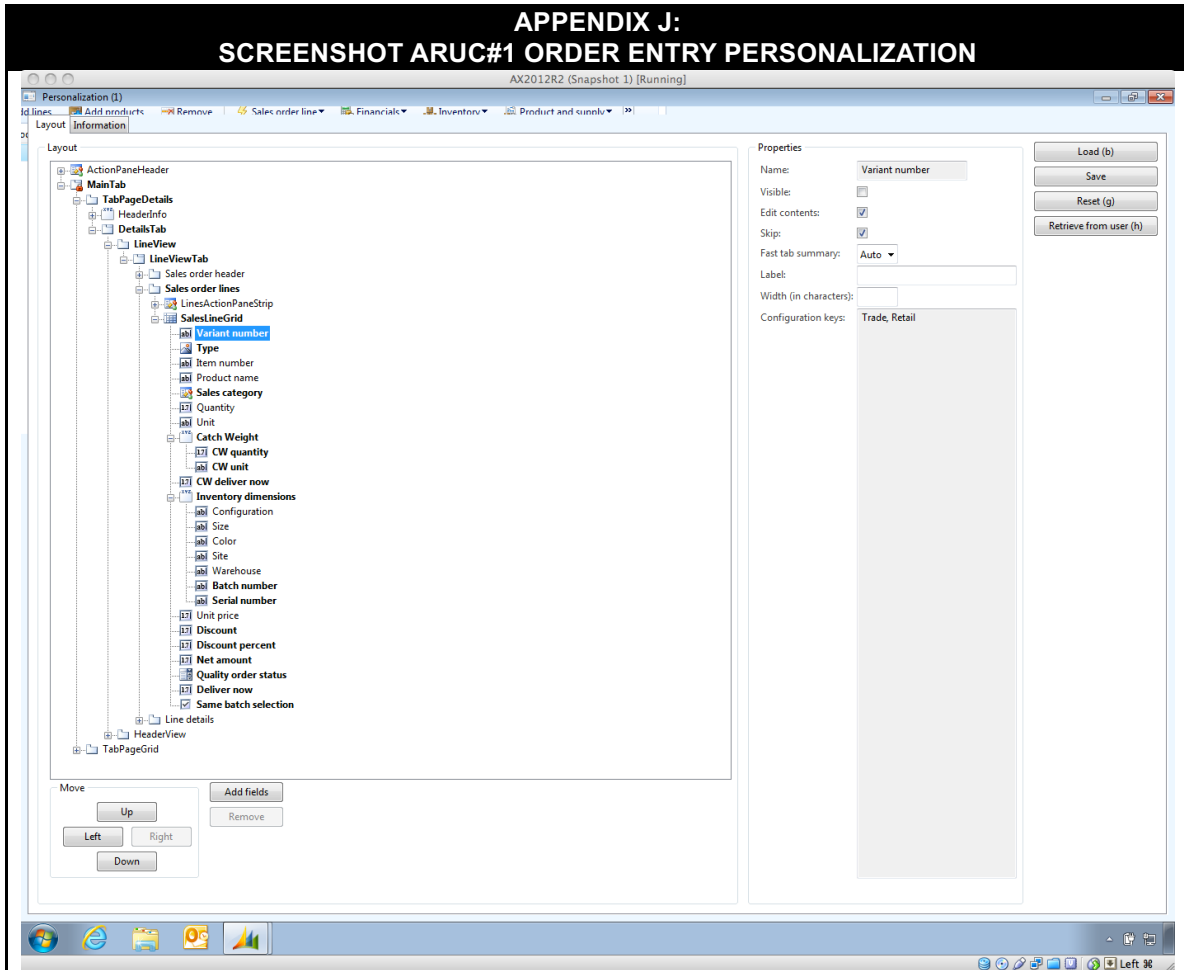 APPENDIX J:
SCREENSHOT ARUC#1 ORDER ENTRY PERSONALIZATION
AX2012R2 (Snapshot 1) [Running]
Personalization (1)
dd lines Add products Remove Sales order line Financials Inventory Product and supply »
Layout Information
Layout
ActionPaneHeader
MainTab
TabPageDetails
HeaderInfo
DetailsTab
LineView
LineViewTab
Sales order header
Sales order lines
LinesActionPaneStrip
SalesLineGrid
Variant number
Type
Item number
Product name
Sales category
Quantity
Unit
Catch Weight
CW quantity
CW unit
CW deliver now
Inventory dimensions
Configuration
Size
Color
Site
Warehouse
Batch number
Serial number
Unit price
Discount
Discount percent
Net amount
Quality order status
Deliver now
Same batch selection
Line details
HeaderView
TabPageGrid
Move
Up
Left Right
Down
Add fields
Remove
Properties
Name: Variant number
Visible:
Edit contents:
Skip:
Fast tab summary: Auto
Label:
Width (in characters):
Configuration keys: Trade, Retail
Load (b)
Save
Reset (g)
Retrieve from user (h)
Left ⌘